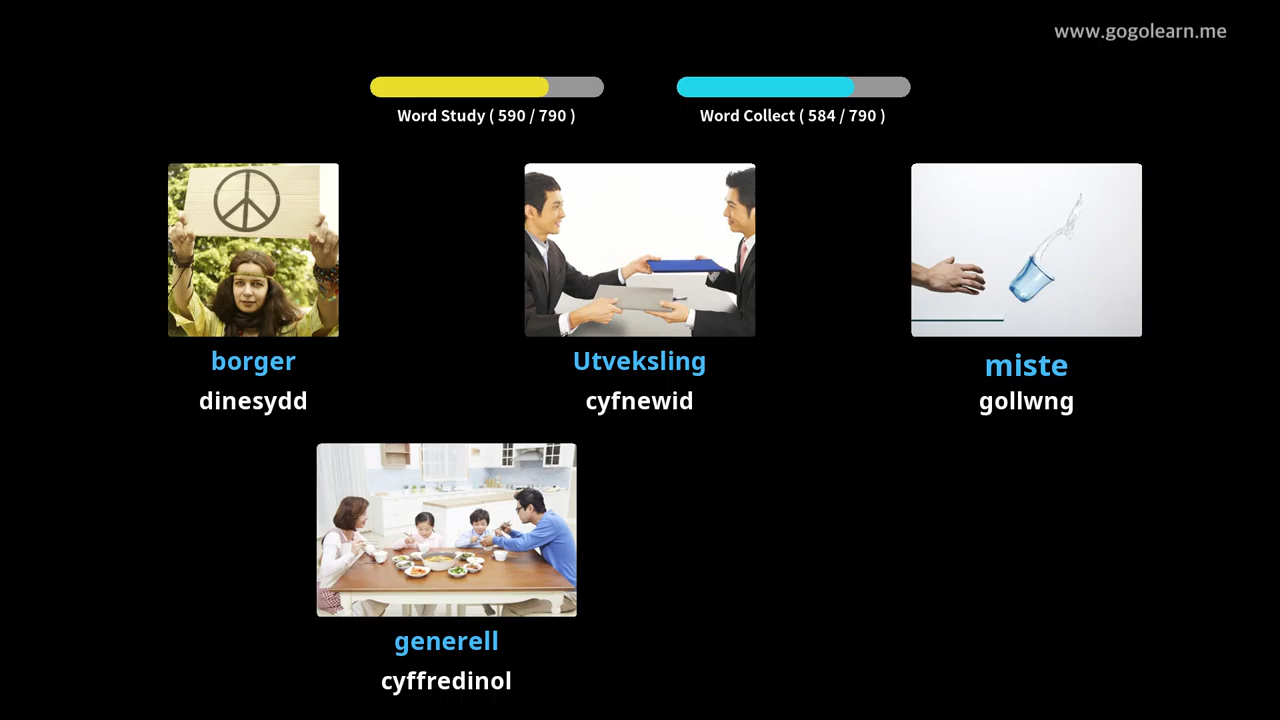 www.gogolearn.me
Word Study ( 590 / 790 )
Word Collect ( 584 / 790 )
borger
dinesydd
Utveksling
cyfnewid
miste
gollwng
generell
cyffredinol